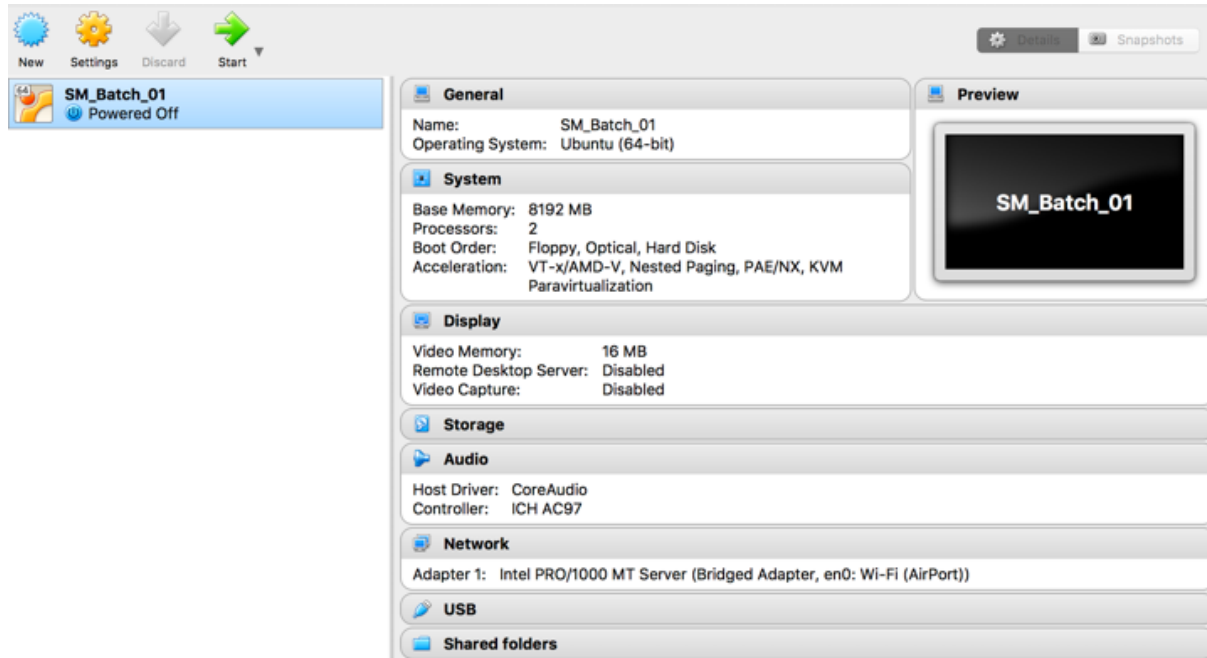 New
Settings
Discard
Start
Details
Snapshots
64
SM_Batch_01
Powered Off
General
Name: SM_Batch_01
Operating System: Ubuntu (64-bit)
System
Base Memory: 8192 MB
Processors: 2
Boot Order: Floppy, Optical, Hard Disk
Acceleration: VT-x/AMD-V, Nested Paging, PAE/NX, KVM
Paravirtualization
Preview
SM_Batch_01
Display
Video Memory: 16 MB
Remote Desktop Server: Disabled
Video Capture: Disabled
Storage
Audio
Host Driver: CoreAudio
Controller: ICH AC97
Network
Adapter 1: Intel PRO/1000 MT Server (Bridged Adapter, en0: Wi-Fi (AirPort))
USB
Shared folders